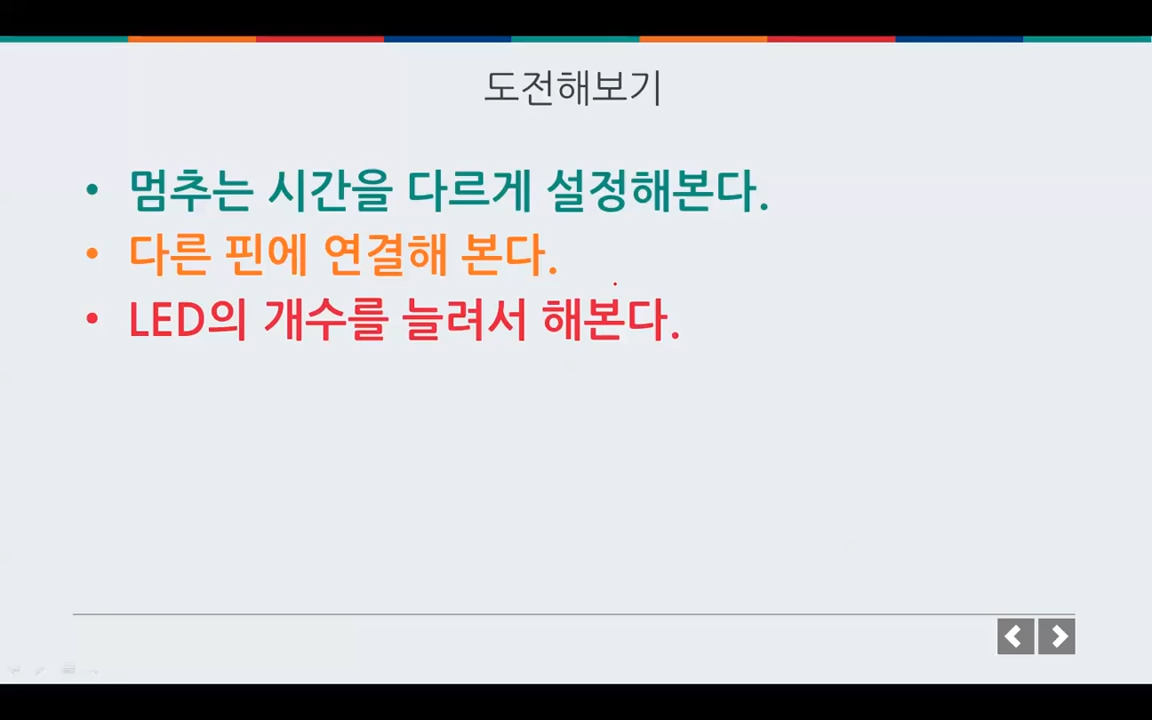 도전해보기
• 멈추는 시간을 다르게 설정해본다.
• 다른 핀에 연결해 본다.
• LED의 개수를 늘려서 해본다.